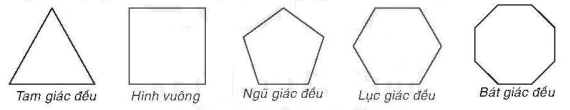 Tam giác đều
Hình vuông
Ngũ giác đều
Lục giác đều
Bát giác đều